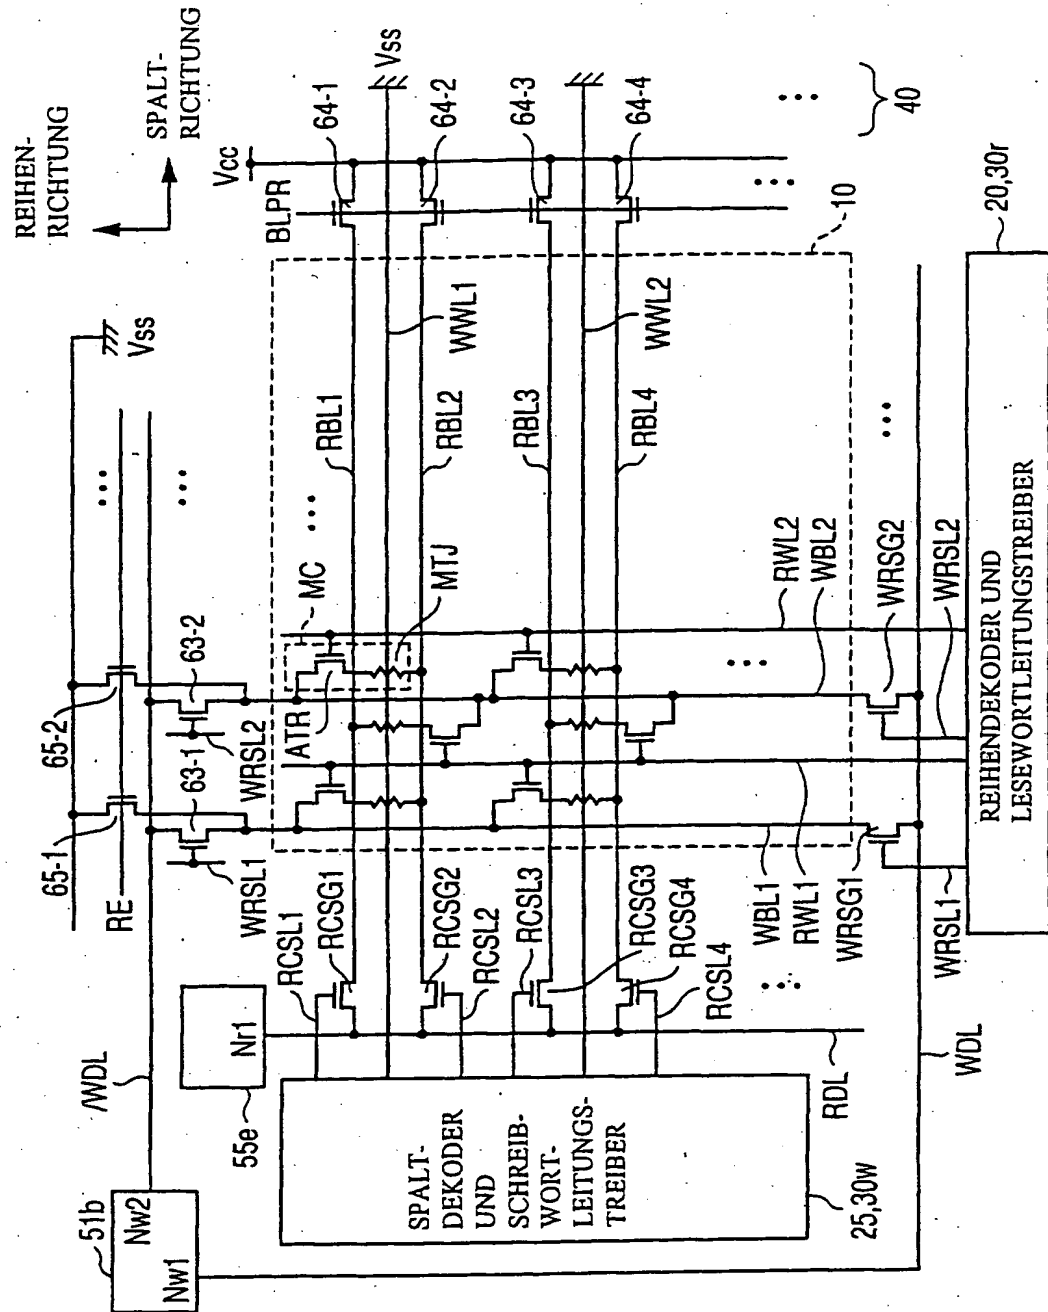 REIHEN-
RICHTUNG
SPALT-
RICHTUNG
Vcc
BLPR
64-1
Vss
64-2
64-3
64-4
...
40
...
10
20,30r
Vss
...
...
RBL1
WWL1
RBL2
RBL3
WWL2
RBL4
...
MC
MTJ
ATR
RWL2
WBL2
WRSG2
WRSL2
...
...
65-2
63-2
WRSL2
65-1
63-1
WRSL1
RE
REIHENDEKODER UND
LESEWORTLEITUNGSTREIBER
RCSL1
RCSG1
RCSG2
RCSL2
RCSL3
RCSG3
RCSG4
RCSL4
WBL1
RWL1
WRSG1
WRSL1
...
/WDL
Nr1
55e
RDL
WDL
SPALT-
DEKODER
UND
SCHREIB-
WORT-
LEITUNGS-
TREIBER
25,30w
51b
Nw2
Nw1